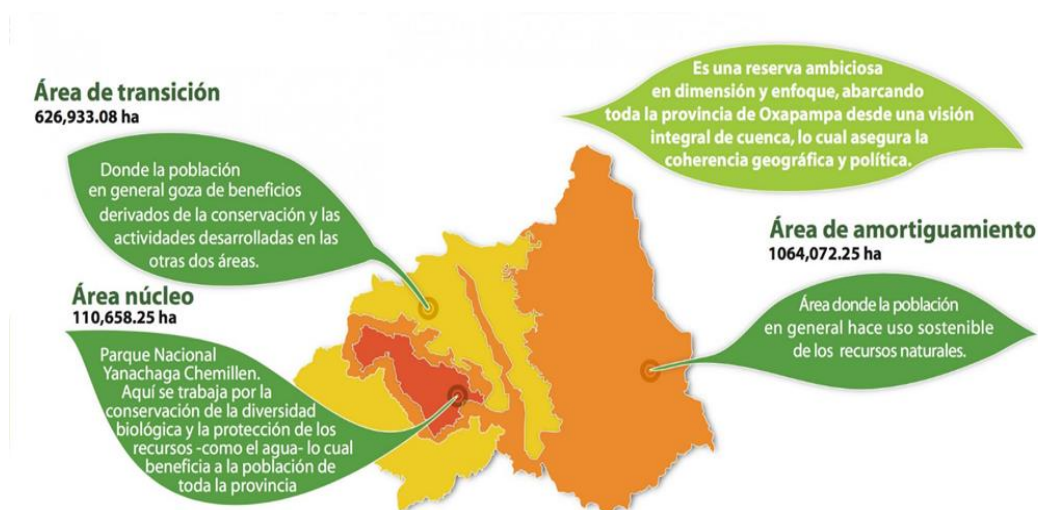 Área de transición
626,933.08 ha
Donde la población
en general goza de beneficios
derivados de la conservación y las
actividades desarrolladas en las
otras dos áreas.
Área núcleo
110,658.25 ha
Parque Nacional
Yanachaga Chemillen.
Aquí se trabaja por la
conservación de la diversidad
biológica y la protección de los
recursos -como el agua- lo cual
beneficia a la población de
toda la provincia
Es una reserva ambiciosa
en dimensión y enfoque, abarcando
toda la provincia de Oxapampa desde una visión
integral de cuenca, lo cual asegura la
coherencia geográfica y política.
Área de amortiguamiento
1064,072.25 ha
Área donde la población
en general hace uso sostenible
de los recursos naturales.